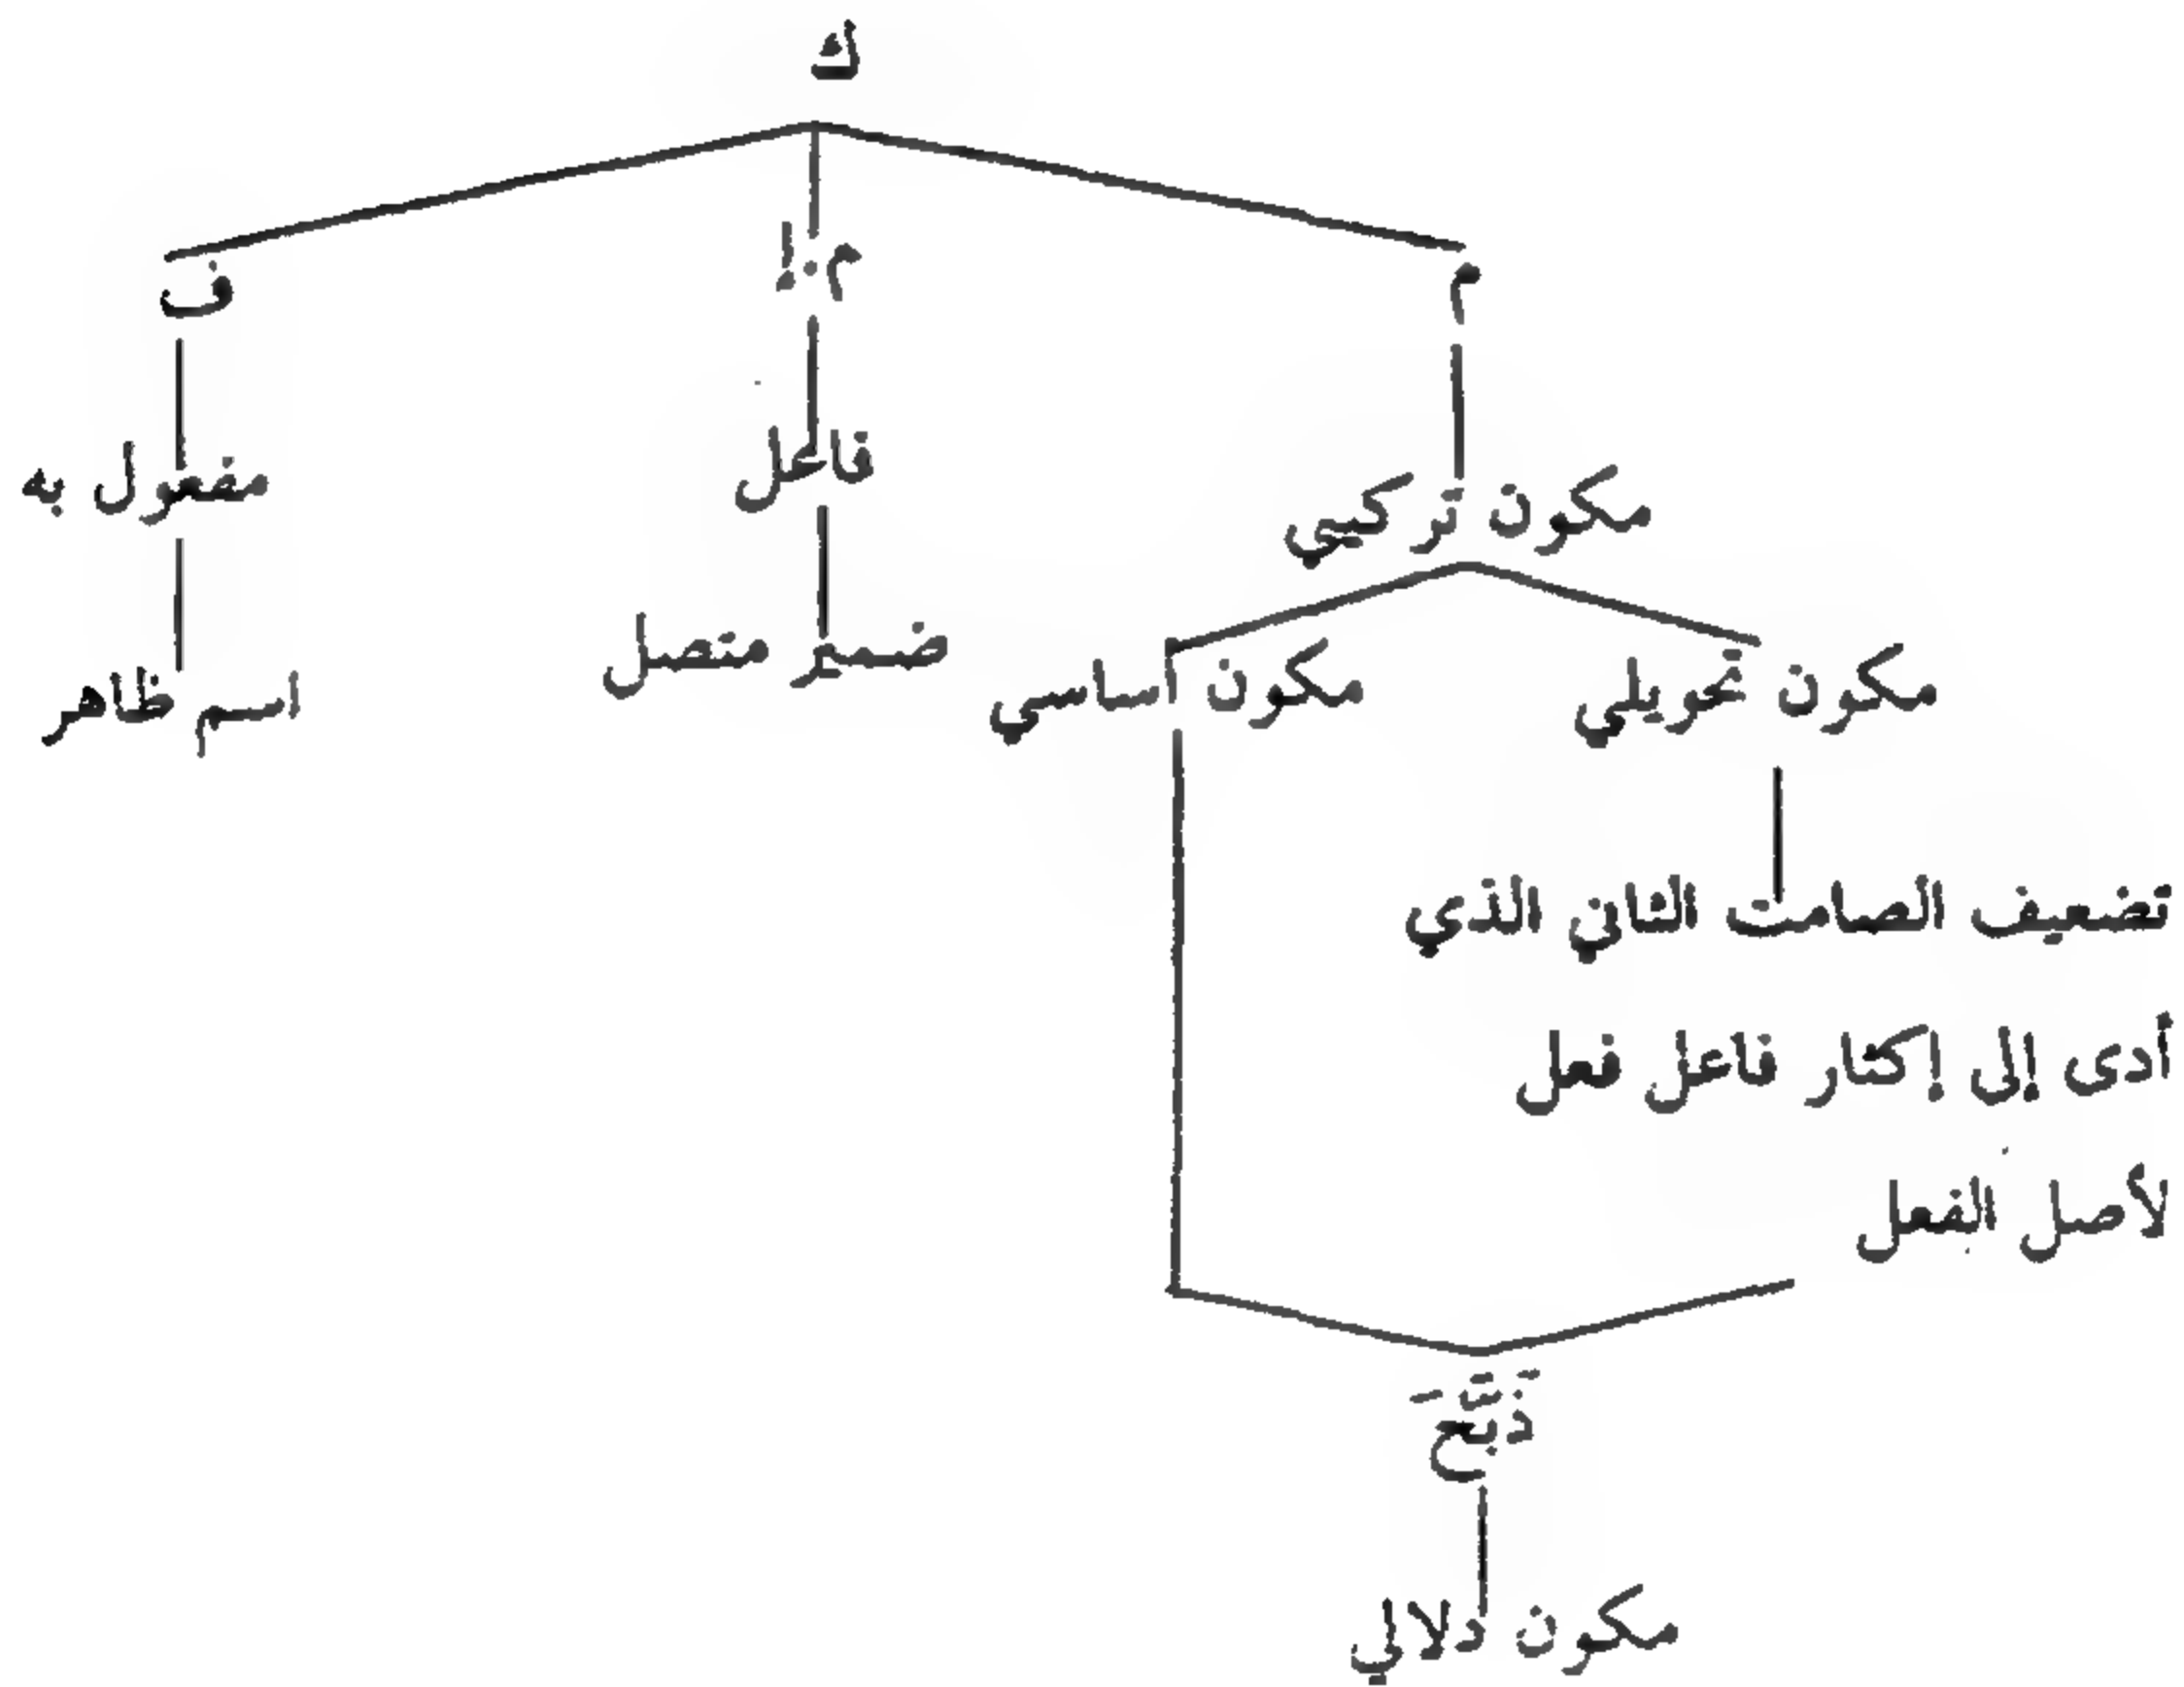 ك
م
م.إ
ف
مكون تركيبي
فاعل
مفعول به
مكون تحويلي
مكون أساسي
ضمير متصل
اسم ظاهر
تضعيف الصامت الثاني الذي
أدى إلى إكثار فاعل فعل
لأصل الفعل
ذَبَّحَ
مكون دلالي